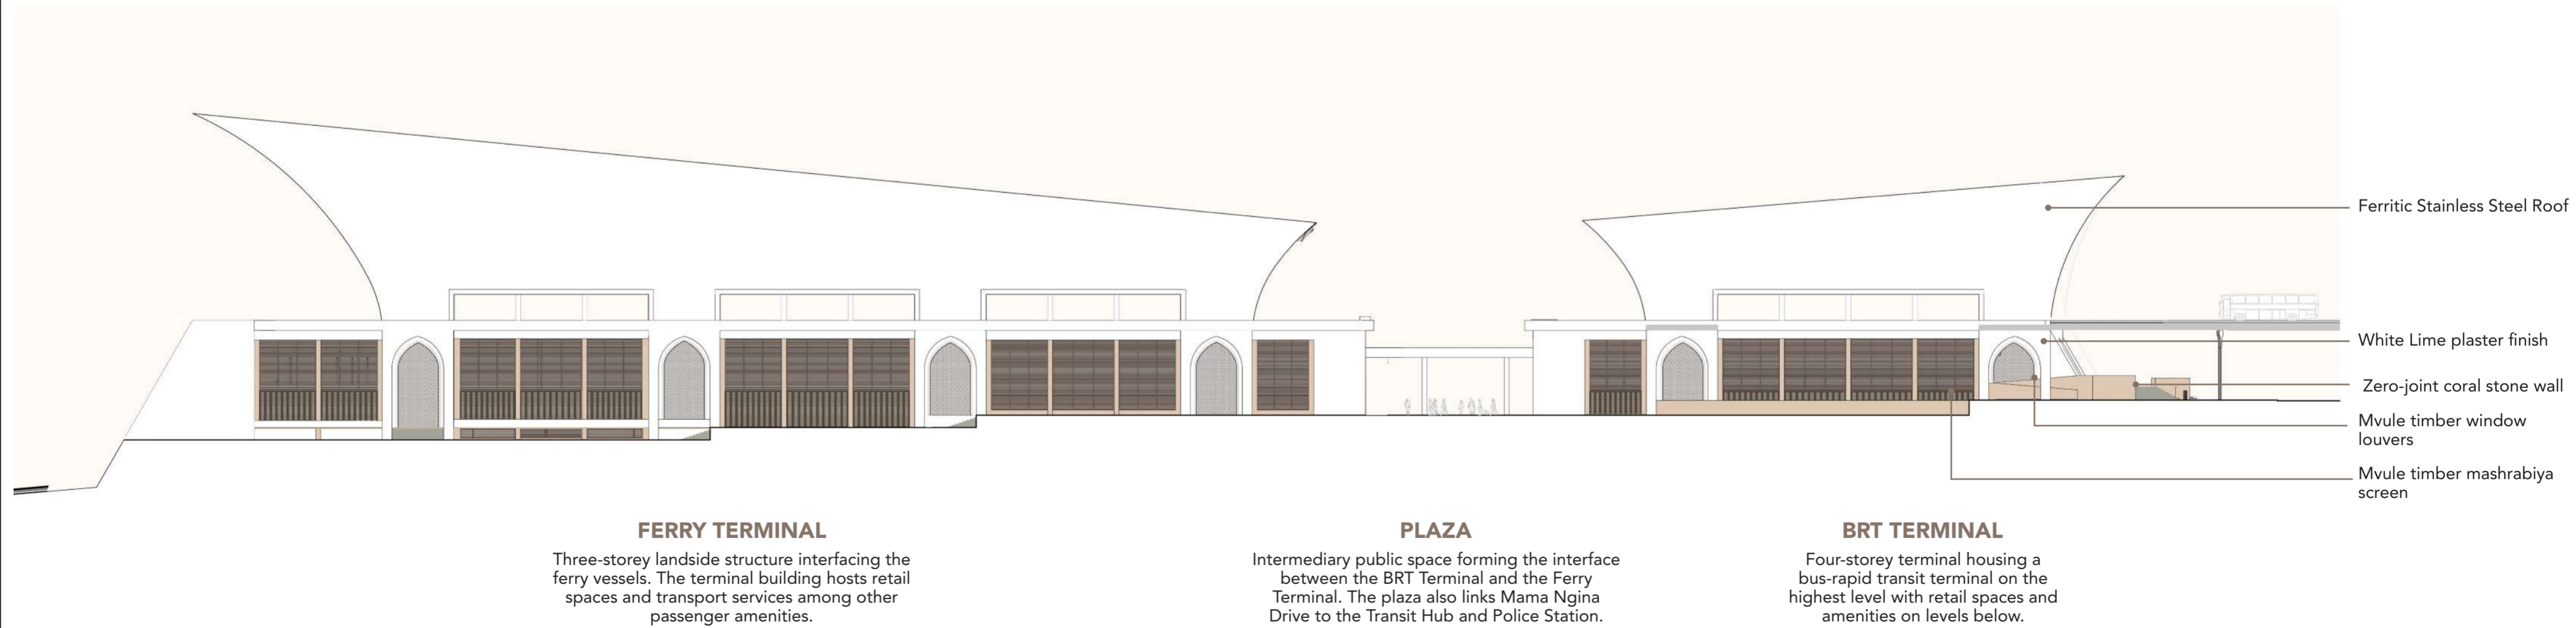 Ferritic Stainless Steel Roof
White Lime plaster finish
Zero-joint coral stone wall
Mvule timber window
louvers
Mvule timber mashrabiya
screen
FERRY TERMINAL
Three-storey landside structure interfacing the
ferry vessels. The terminal building hosts retail
spaces and transport services among other
passenger amenities.
PLAZA
Intermediary public space forming the interface
between the BRT Terminal and the Ferry
Terminal. The plaza also links Mama Ngina
Drive to the Transit Hub and Police Station.
BRT TERMINAL
Four-storey terminal housing a
bus-rapid transit terminal on the
highest level with retail spaces and
amenities on levels below.